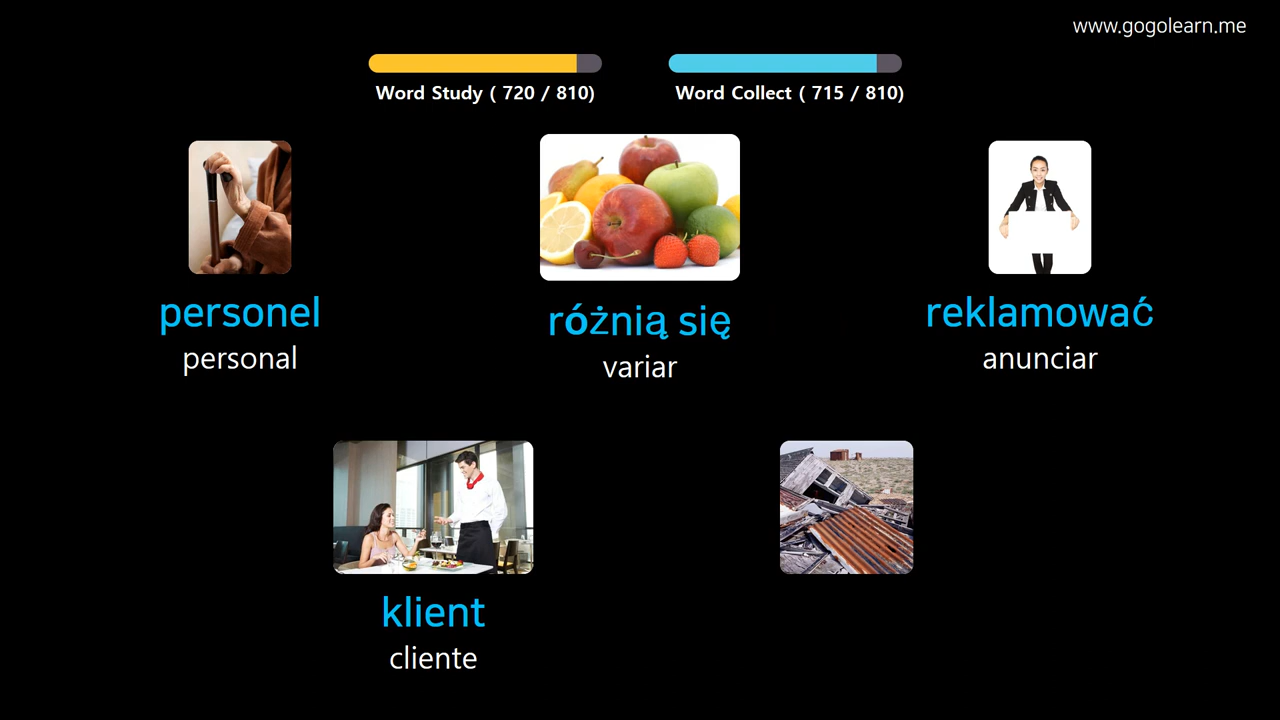 www.gogolearn.me
Word Study ( 720 / 810)
Word Collect ( 715 / 810)
personel
personal
różnią się
variar
reklamować
anunciar
klient
cliente